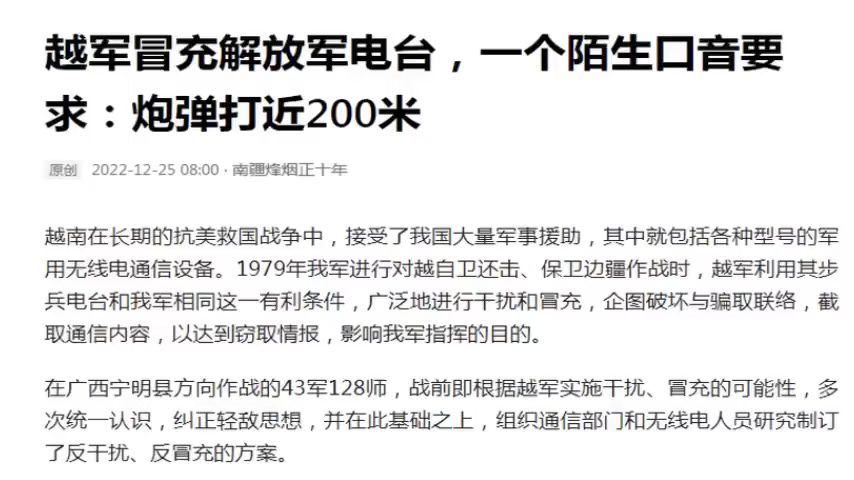 越军冒充解放军电台，一个陌生口音要
求：炮弹打近200米
原创 2022-12-25 08:00 · 南疆烽烟正十年
越南在长期的抗美救国战争中，接受了我国大量军事援助，其中就包括各种型号的军
用无线电通信设备。1979年我军进行对越自卫还击、保卫边疆作战时，越军利用其步
兵电台和我军相同这一有利条件，广泛地进行干扰和冒充，企图破坏与骗取联络，截
取通信内容，以达到窃取情报，影响我军指挥的目的。
在广西宁明县方向作战的43军128师，战前即根据越军实施干扰、冒充的可能性，多
次统一认识，纠正轻敌思想，并在此基础之上，组织通信部门和无线电人员研究制订
了反干扰、反冒充的方案。